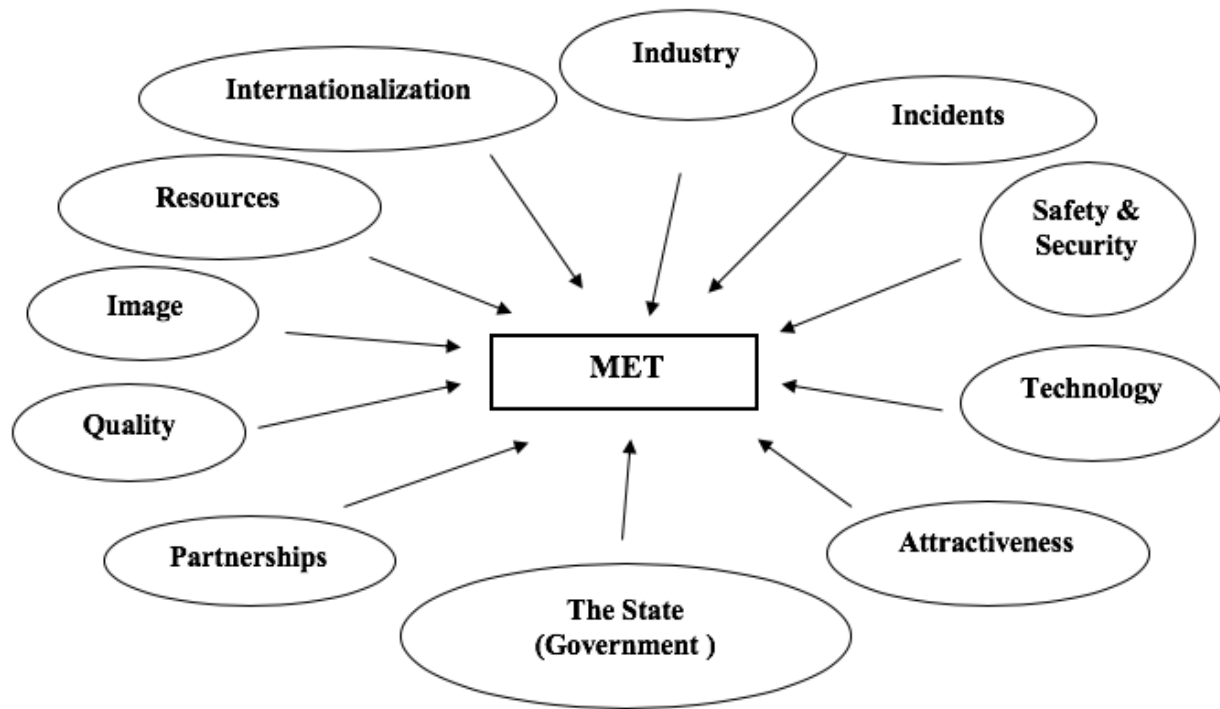 Industry
Internationalization
Incidents
Resources
Safety &
Security
Image
MET
Technology
Quality
Attractiveness
Partnerships
The State
(Government )